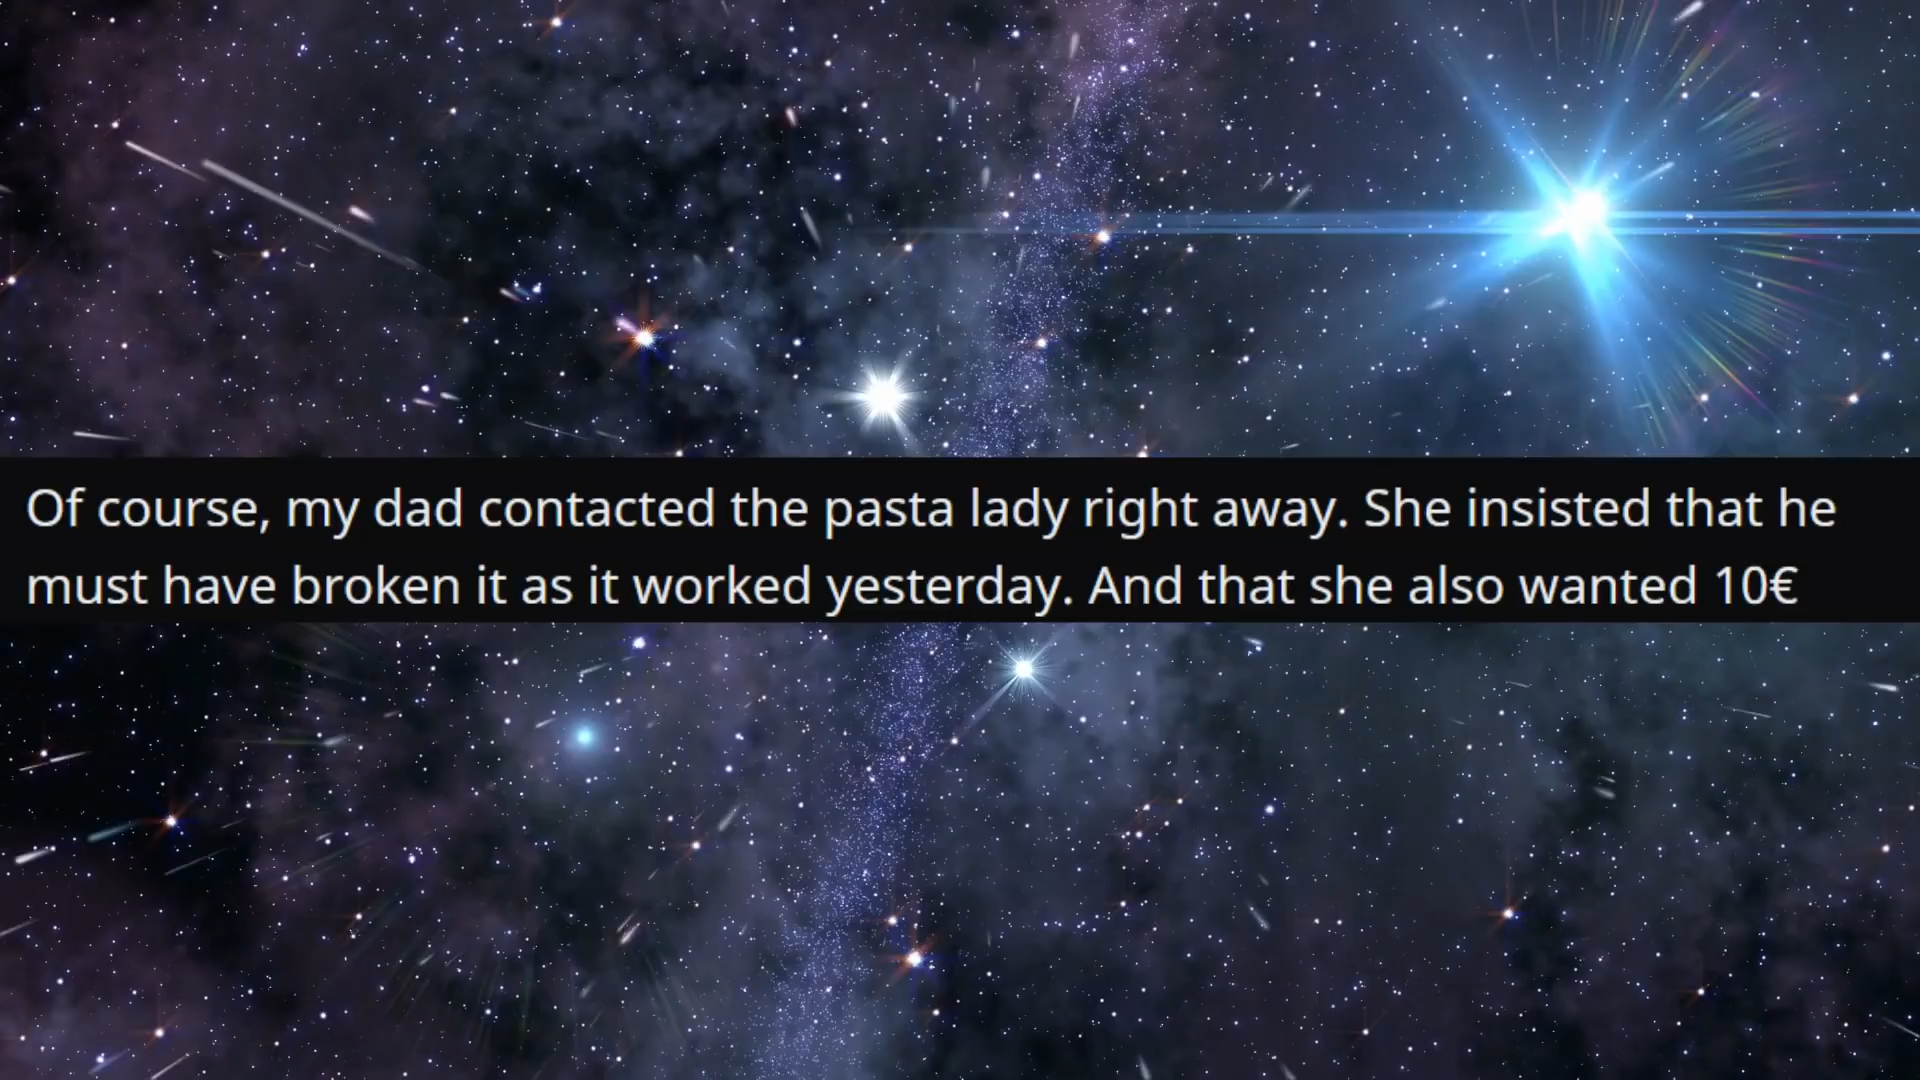 Of course, my dad contacted the pasta lady right away. She insisted that he
must have broken it as it worked yesterday. And that she also wanted 10€